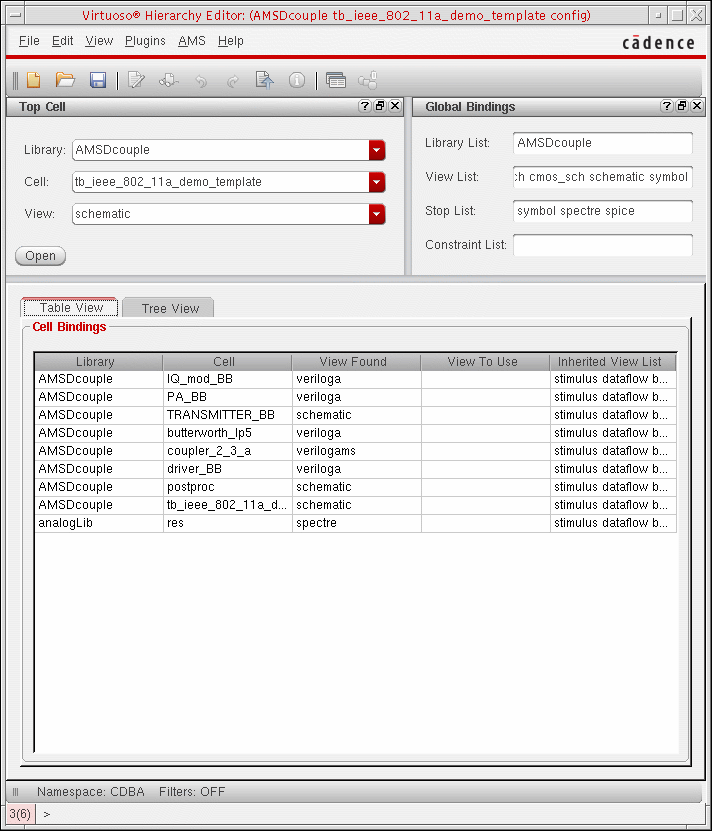 Virtuoso® Hierarchy Editor: (AMSDcouple tb_ieee_802_11a_demo_template config)
File Edit View Plugins AMS Help
cādence
Top Cell
Library: AMSDcouple
Cell: tb_ieee_802_11a_demo_template
View: schematic
Open
Global Bindings
Library List: AMSDcouple
View List: ch cmos_sch schematic symbol
Stop List: symbol spectre spice
Constraint List:
Table View Tree View
Cell Bindings
Library Cell View Found View To Use Inherited View List
AMSDcouple IQ_mod_BB veriloga stimulus dataflow b...
AMSDcouple PA_BB veriloga stimulus dataflow b...
AMSDcouple TRANSMITTER_BB schematic stimulus dataflow b...
AMSDcouple butterworth_lp5 veriloga stimulus dataflow b...
AMSDcouple coupler_2_3_a verilogams stimulus dataflow b...
AMSDcouple driver_BB veriloga stimulus dataflow b...
AMSDcouple postproc schematic stimulus dataflow b...
AMSDcouple tb_ieee_802_11a_d... schematic stimulus dataflow b...
analogLib res spectre stimulus dataflow b...
Namespace: CDBA Filters: OFF
3(6) >